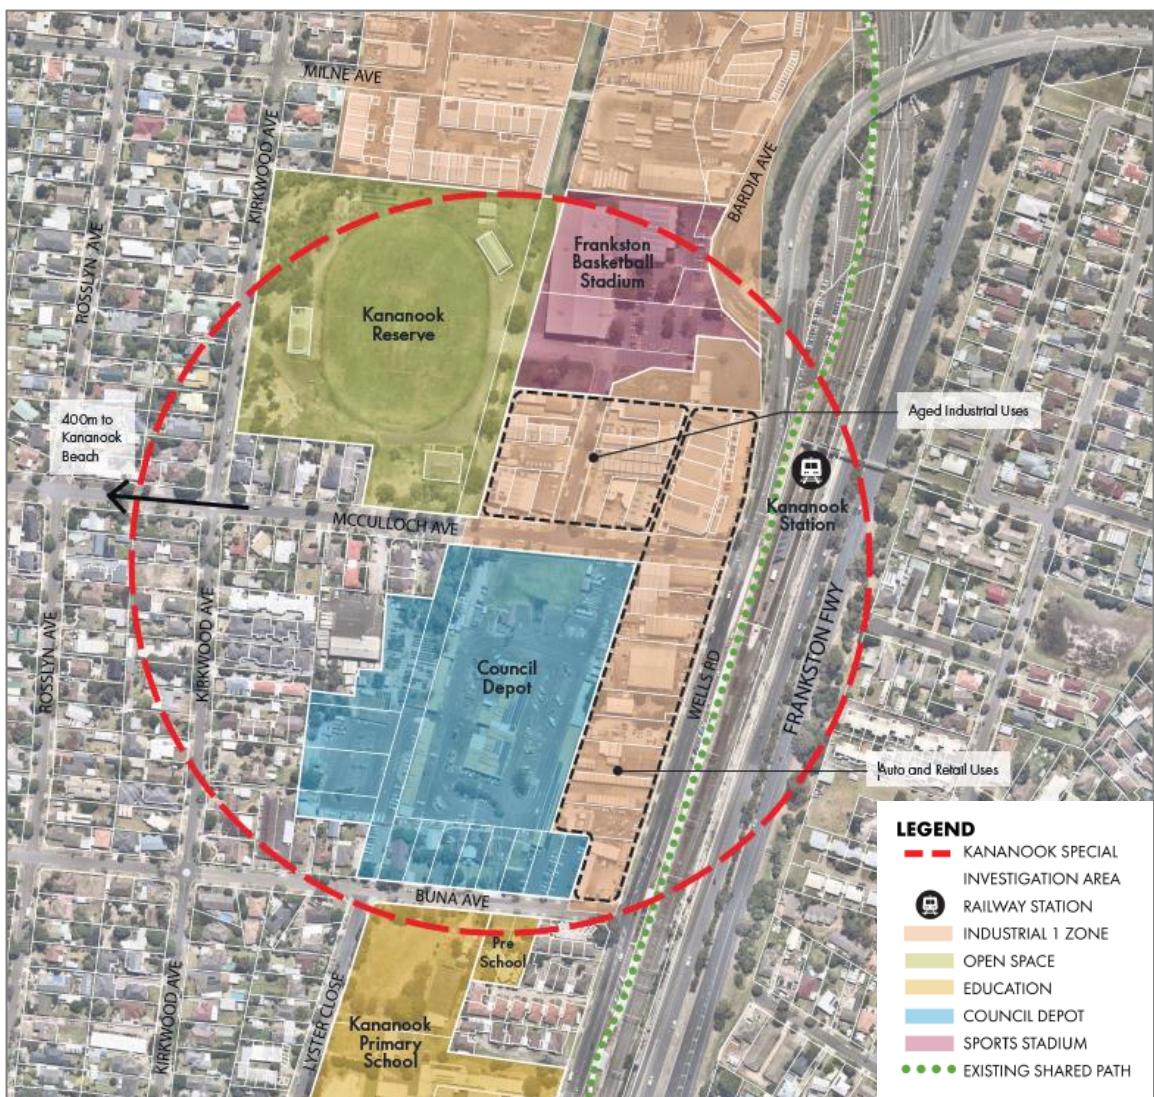 MILNE AVE
KIRKWOOD AVE
BARDIA AVE
ROSSLYN AVE
Frankston
Basketball
Stadium
Kananook
Reserve
400m to
Kananook
Beach
Aged Industrial Uses
Kananook
Station
MCCULLOCH AVE
ROSSLYN AVE
KIRKWOOD AVE
Council
Depot
WELLS RD
FRANKSTON FWY
Auto and Retail Uses
BUNA AVE
Pre
School
KIRKWOOD AVE
LYSTER CLOSE
Kananook
Primary
School
LEGEND
KANANOOK SPECIAL
INVESTIGATION AREA
RAILWAY STATION
INDUSTRIAL 1 ZONE
OPEN SPACE
EDUCATION
COUNCIL DEPOT
SPORTS STADIUM
EXISTING SHARED PATH